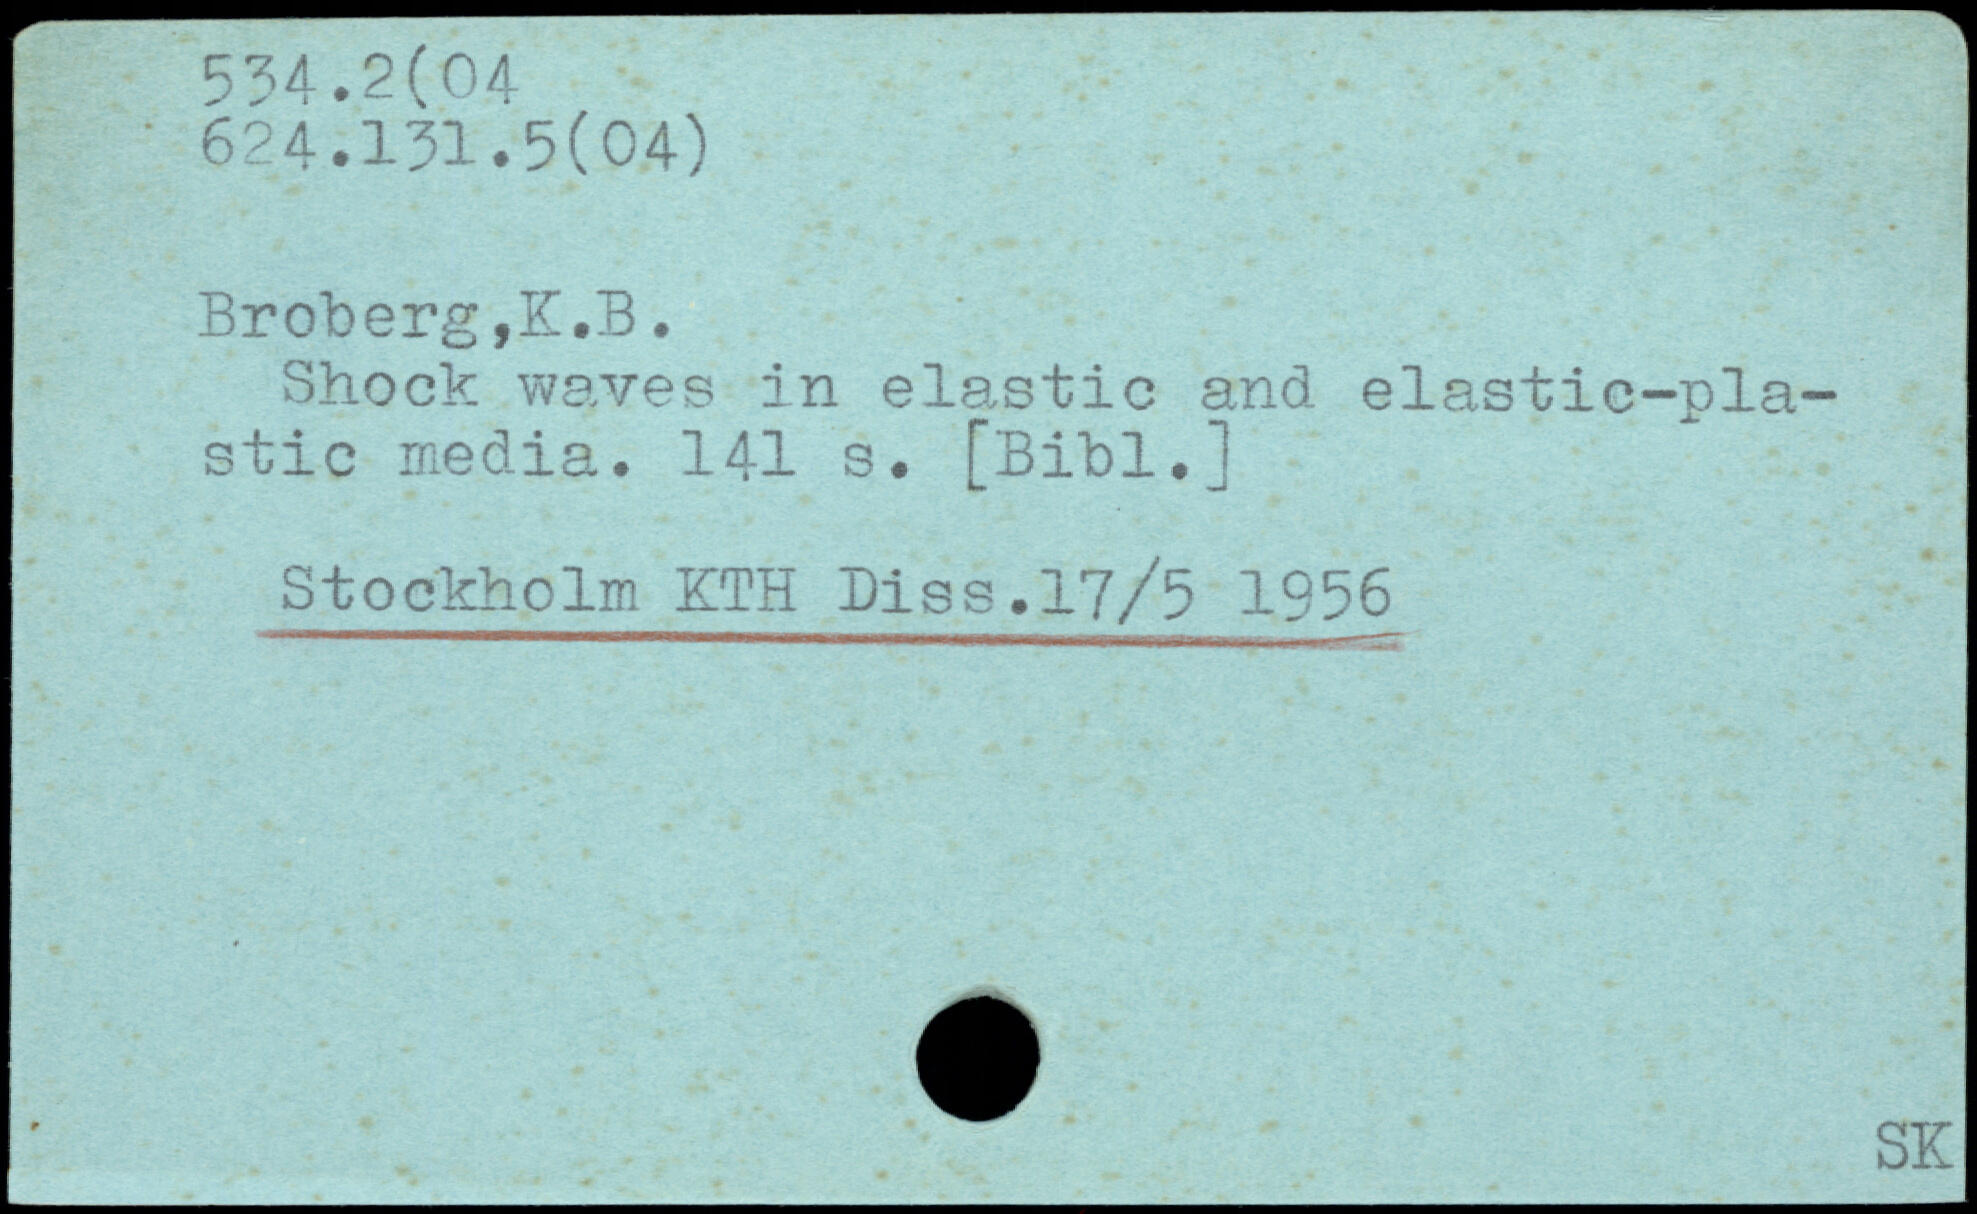 534.2(04
624.131.5(04)
Broberg,K.B.
Shock waves in elastic and elastic-pla-
stic media. 141 s. [Bibl.]
Stockholm KTH Diss.17/5 1956
SK